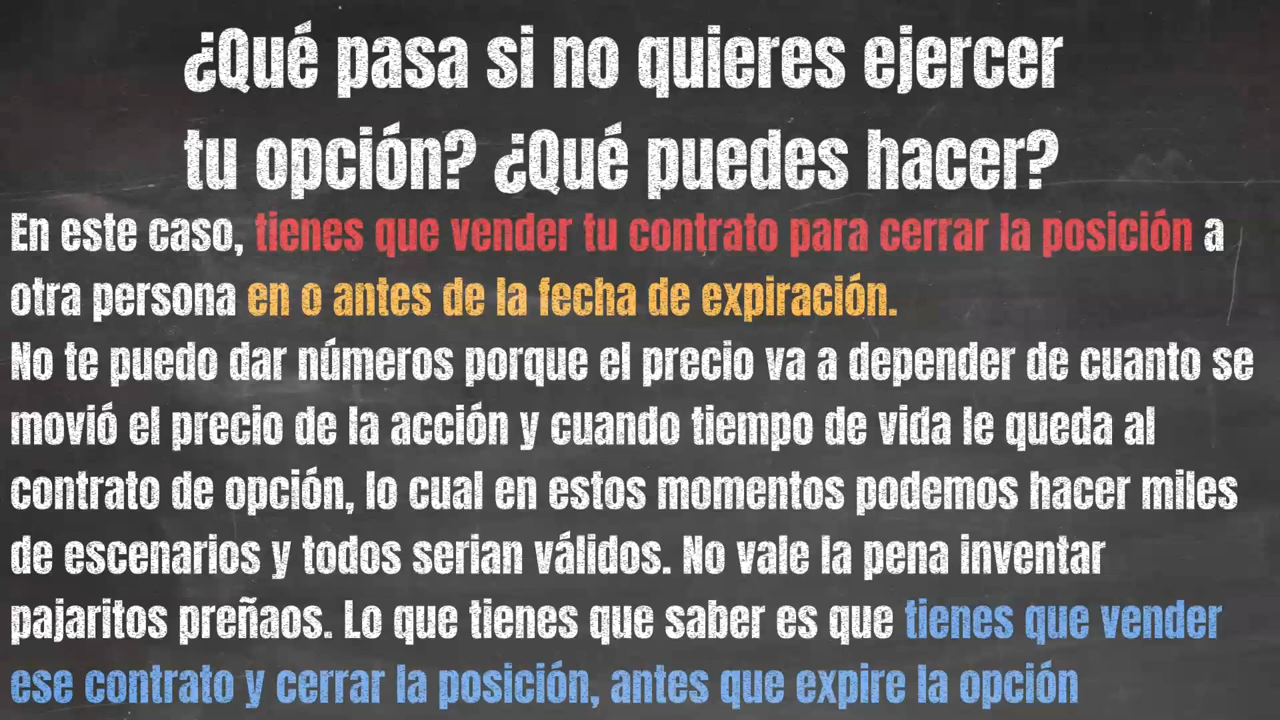 ¿Qué pasa si no quieres ejercer
tu opción? ¿Qué puedes hacer?
En este caso, tienes que vender tu contrato para cerrar la posición a
otra persona en o antes de la fecha de expiración.
No te puedo dar números porque el precio va a depender de cuanto se
movió el precio de la acción y cuando tiempo de vida le queda al
contrato de opción, lo cual en estos momentos podemos hacer miles
de escenarios y todos serian válidos. No vale la pena inventar
pajaritos preñaos. Lo que tienes que saber es que tienes que vender
ese contrato y cerrar la posición, antes que expire la opción